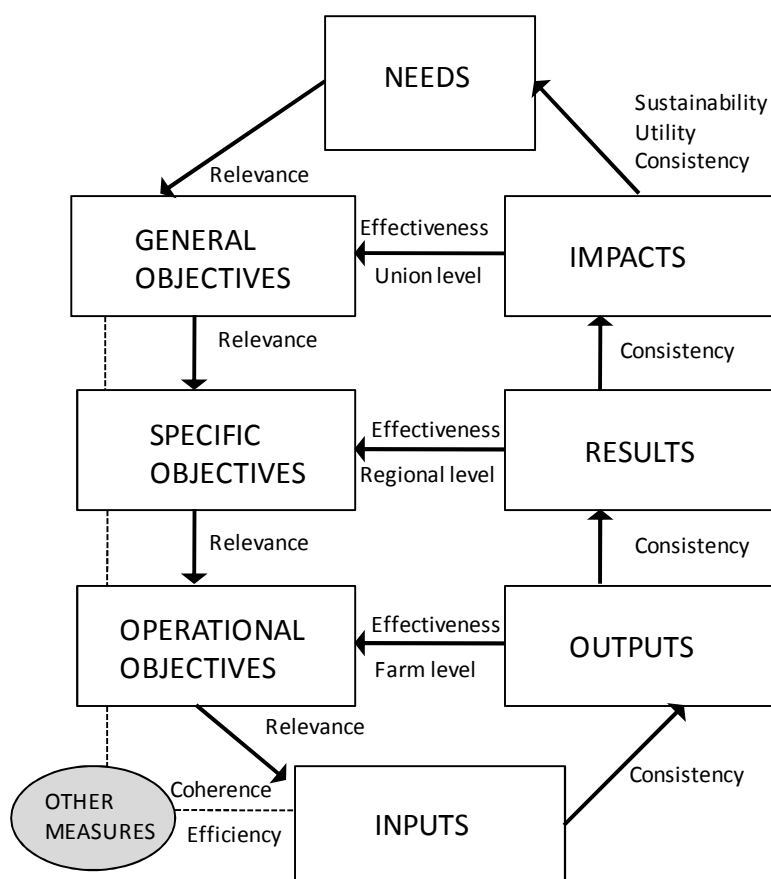 NEEDS
Sustainability
Utility
Consistency
Relevance
GENERAL
OBJECTIVES
Effectiveness
Union level
IMPACTS
Relevance
Consistency
SPECIFIC
OBJECTIVES
Effectiveness
Regional level
RESULTS
Relevance
Consistency
OPERATIONAL
OBJECTIVES
Effectiveness
Farm level
OUTPUTS
Relevance
Consistency
OTHER
MEASURES
Coherence
Efficiency
INPUTS